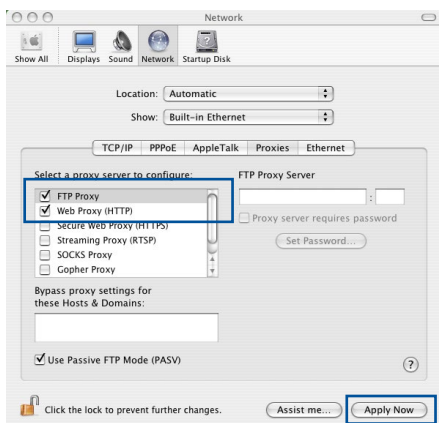 Network
Show All Displays Sound Network Startup Disk
Location: Automatic
Show: Built-in Ethernet
TCP/IP PPPoE AppleTalk Proxies Ethernet
Select a proxy server to configure: FTP Proxy Server
FTP Proxy :
Web Proxy (HTTP) Proxy server requires password
Secure Web Proxy (HTTPS)
Streaming Proxy (RTSP) Set Password...
SOCKS Proxy
Gopher Proxy
Bypass proxy settings for
these Hosts & Domains:
Use Passive FTP Mode (PASV) ?
Click the lock to prevent further changes. Assist me... Apply Now